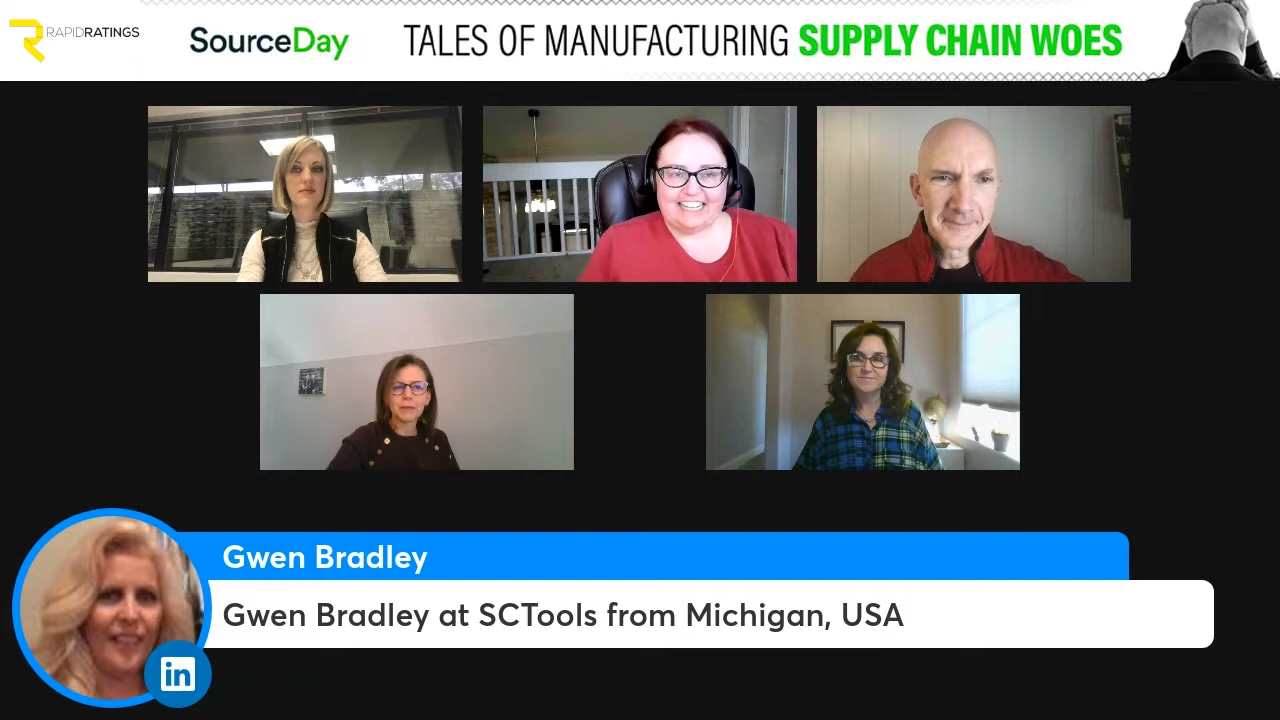 RAPIDRATINGS
SourceDay
TALES OF MANUFACTURING SUPPLY CHAIN WOES
Gwen Bradley
Gwen Bradley at SCTools from Michigan, USA
in